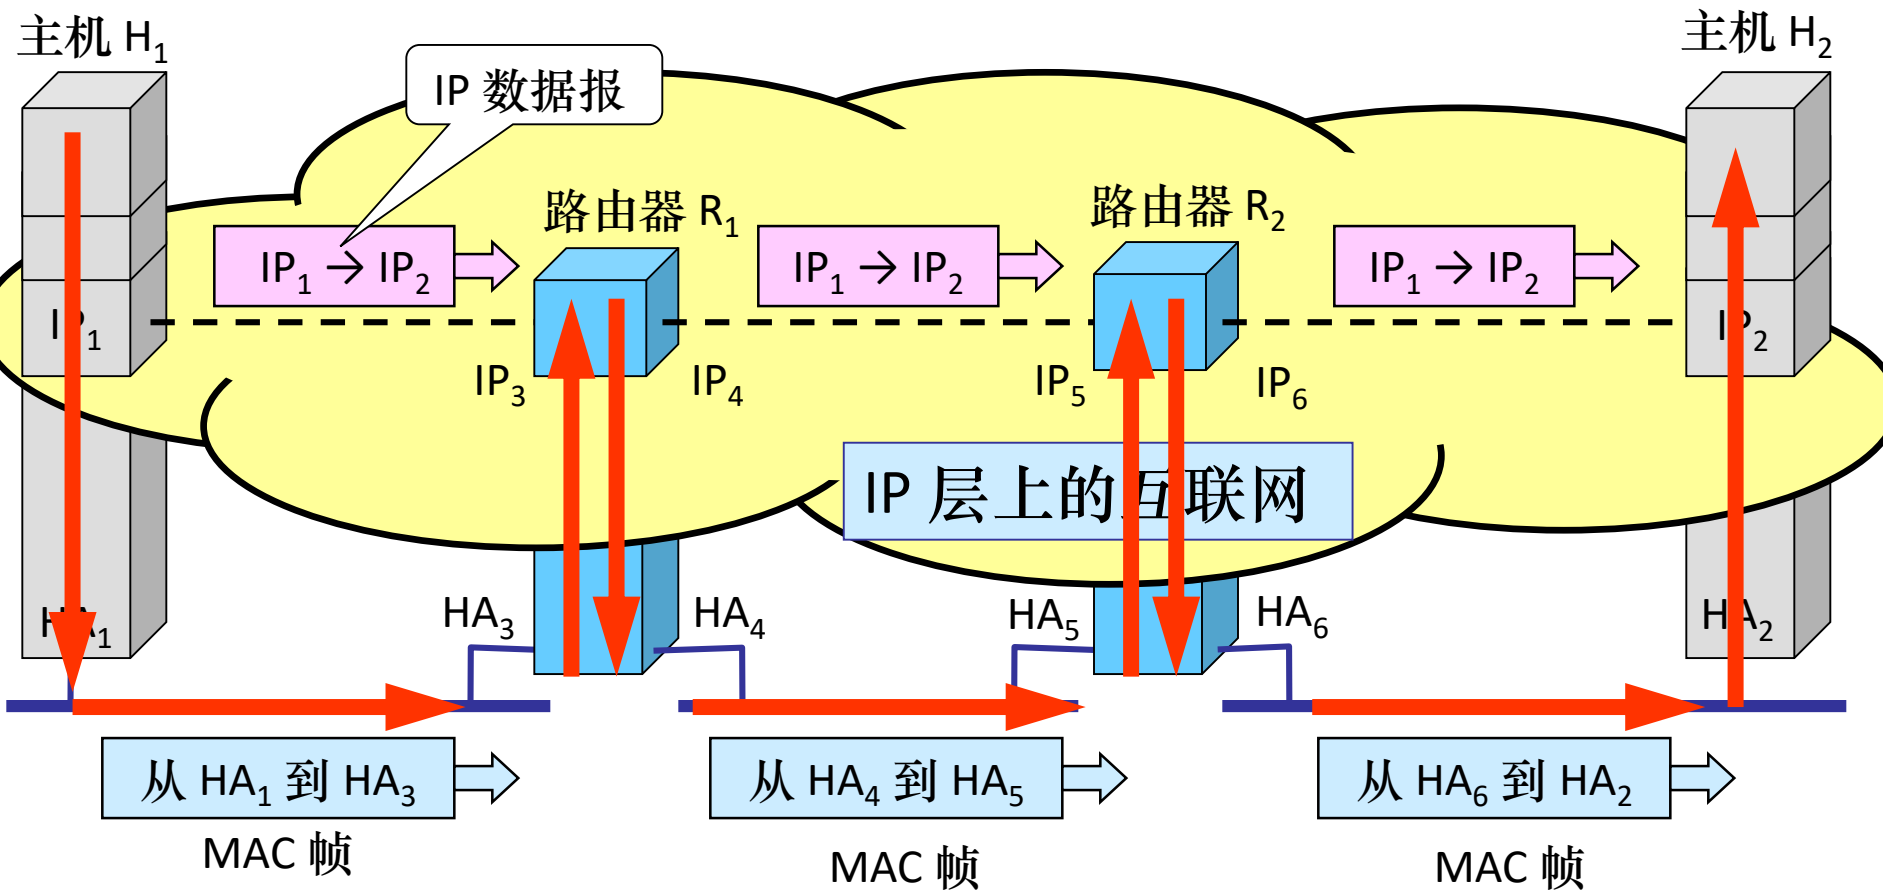 主机 H₁
主机 H₂
IP 数据报
路由器 R₁
路由器 R₂
IP₁ → IP₂
IP₁ → IP₂
IP₁ → IP₂
IP₁
IP₂
IP₃
IP₄
IP₅
IP₆
IP 层上的互联网
HA₁
HA₃
HA₄
HA₅
HA₆
HA₂
从 HA₁ 到 HA₃
从 HA₄ 到 HA₅
从 HA₆ 到 HA₂
MAC 帧
MAC 帧
MAC 帧